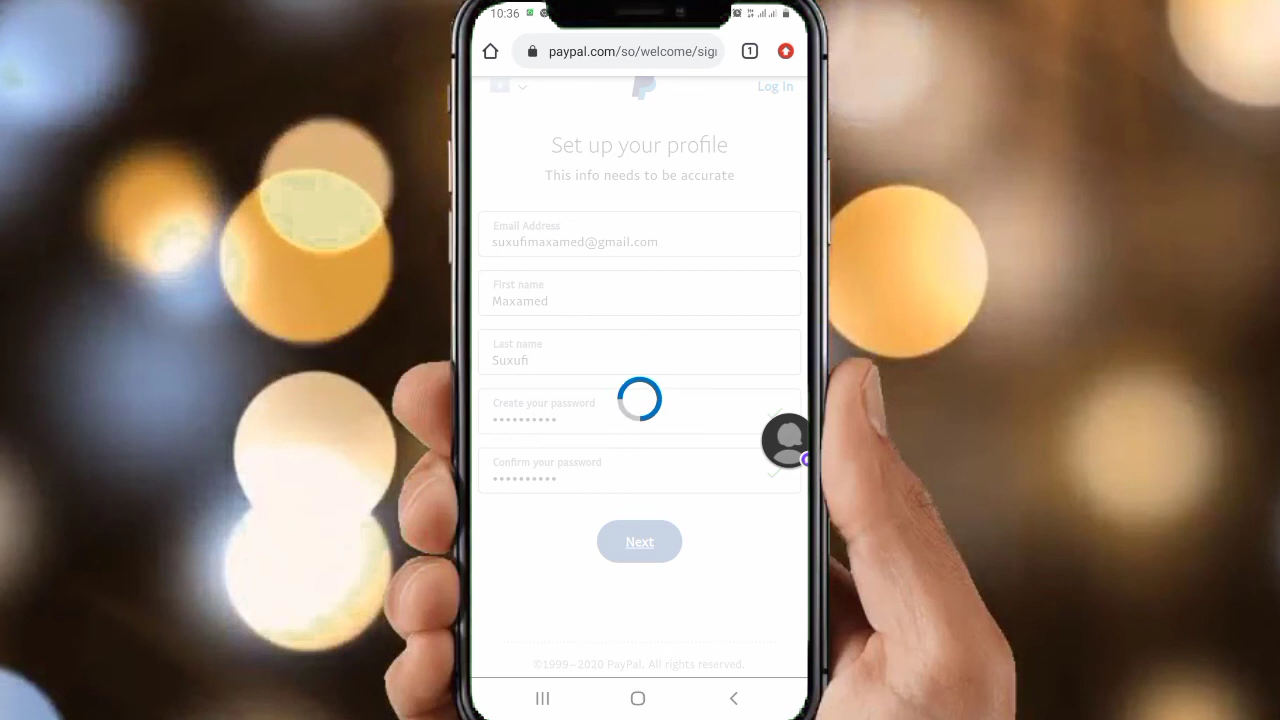 10:36
paypal.com/so/welcome/sig
1
Log In
Set up your profile
This info needs to be accurate
Email Address
suxufimaxamed@gmail.com
First name
Maxamed
Last name
Suxufi
Create your password
••••••••••
Confirm your password
••••••••••
Next
©1999–2020 PayPal. All rights reserved.